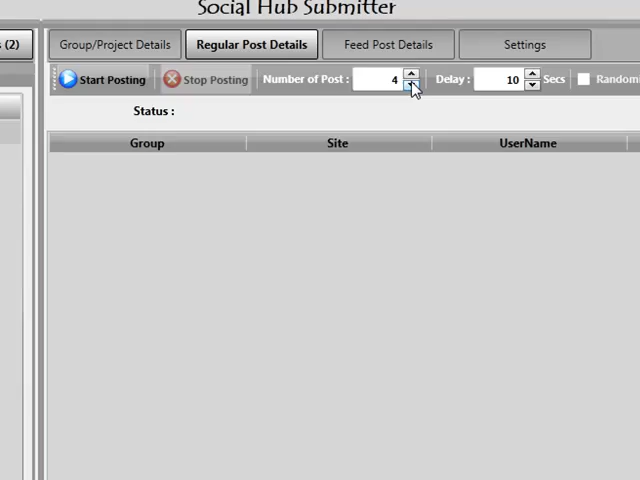 Social Hub Submitter
s (2) Group/Project Details Regular Post Details Feed Post Details Settings
Start Posting Stop Posting Number of Post : 4 Delay : 10 Secs Randomi
Status :
Group Site UserName